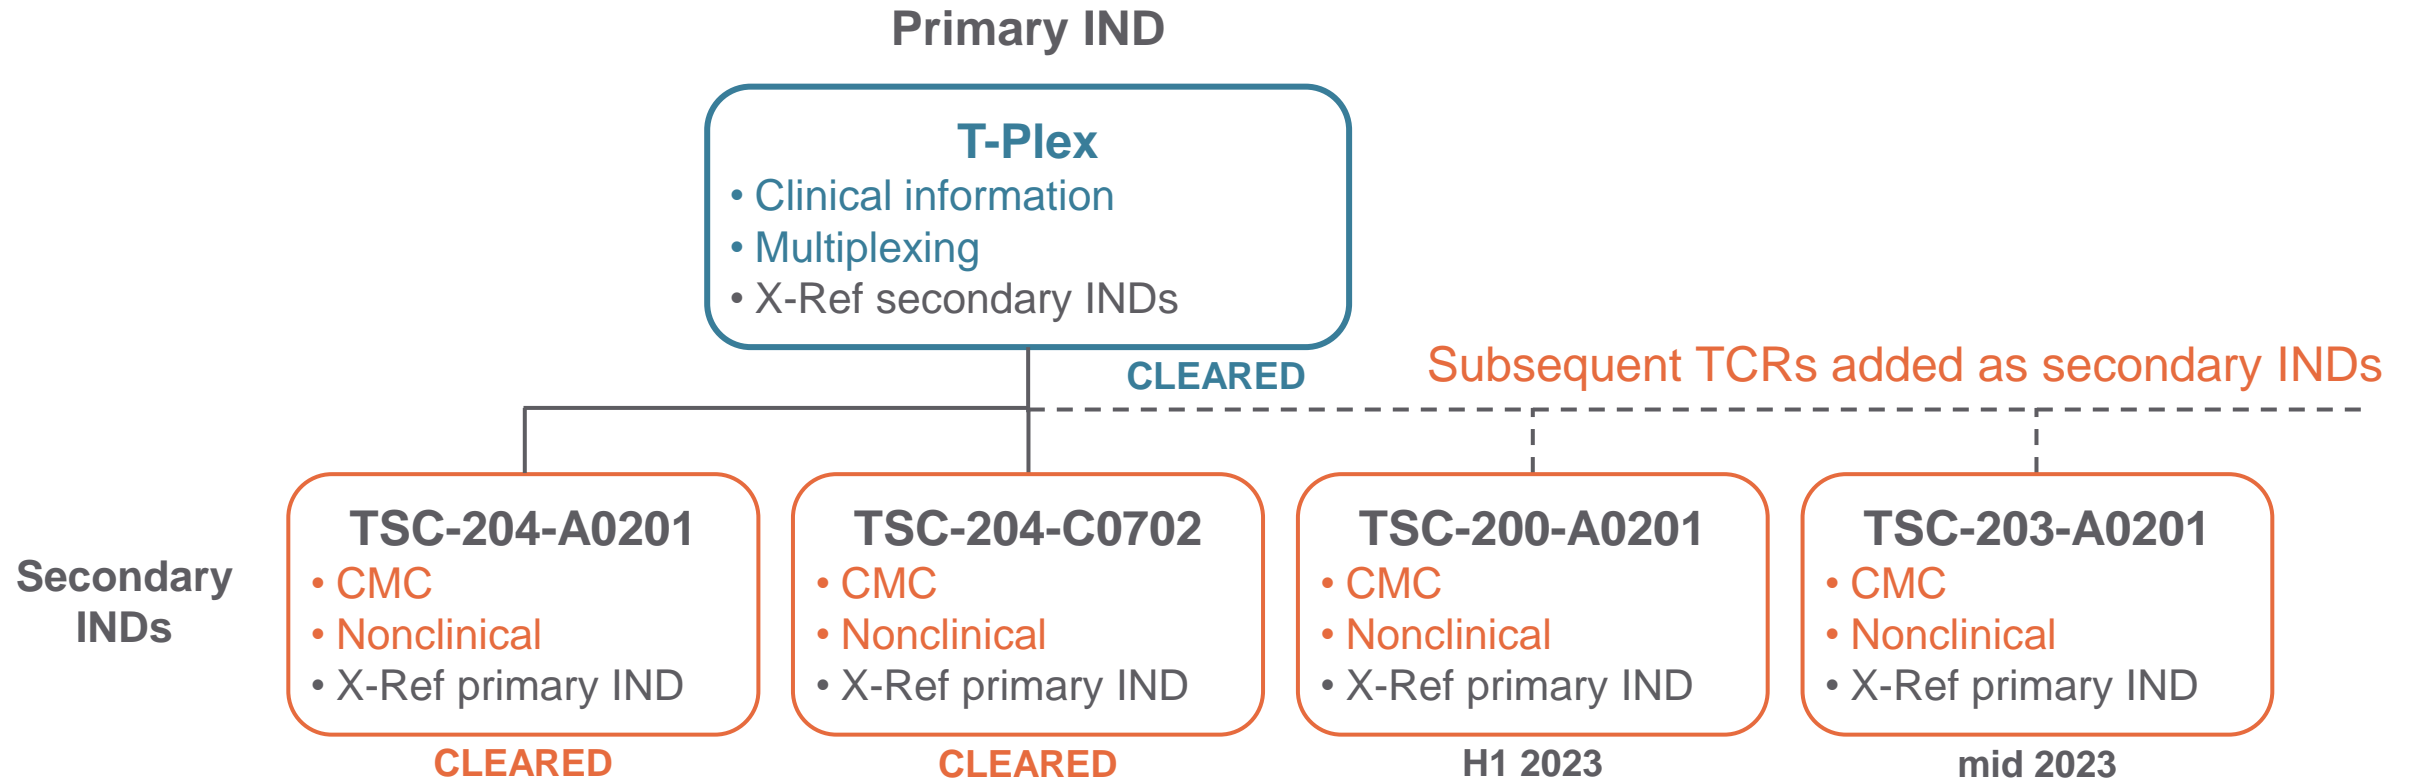 Primary IND
T-Plex
• Clinical information
• Multiplexing
• X-Ref secondary INDs
CLEARED
Subsequent TCRs added as secondary INDs
Secondary
INDs
TSC-204-A0201
• CMC
• Nonclinical
• X-Ref primary IND
CLEARED
TSC-204-C0702
• CMC
• Nonclinical
• X-Ref primary IND
CLEARED
TSC-200-A0201
• CMC
• Nonclinical
• X-Ref primary IND
H1 2023
TSC-203-A0201
• CMC
• Nonclinical
• X-Ref primary IND
mid 2023